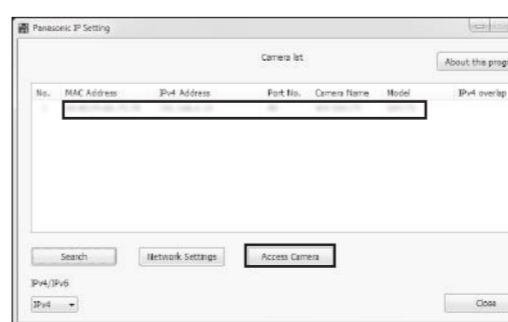 Panasonic IP Setting
Camera list
About this prog
No. MAC Address IPv4 Address Port No. Camera Name Model IPv4 overlap
Search Network Settings Access Camera
IPv4/IPv6
IPv4
Close